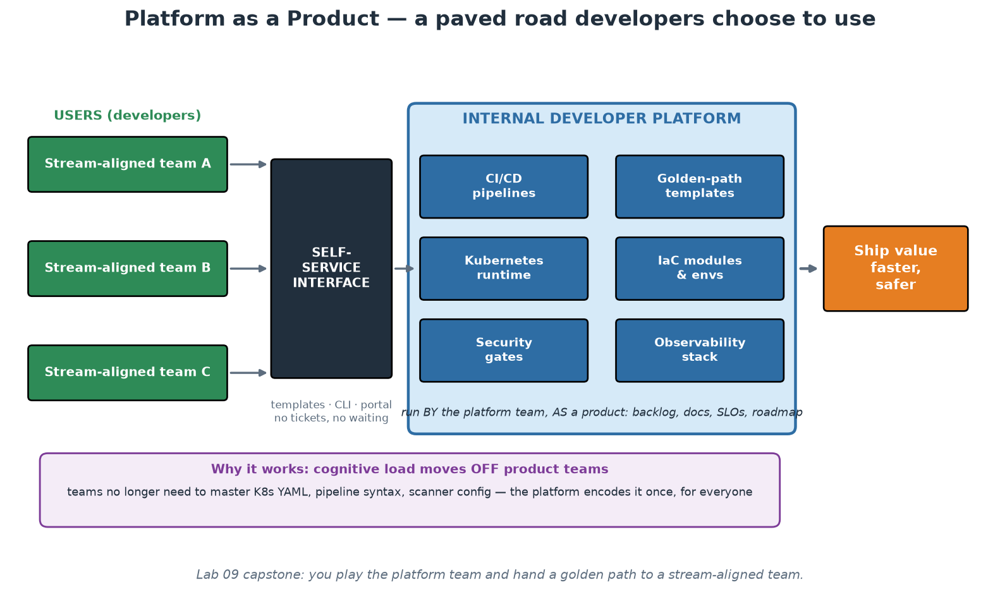 Platform as a Product — a paved road developers choose to use
USERS (developers)
Stream-aligned team A
Stream-aligned team B
Stream-aligned team C
SELF-
SERVICE
INTERFACE
templates · CLI · portal
no tickets, no waiting
INTERNAL DEVELOPER PLATFORM
CI/CD
pipelines
Golden-path
templates
Kubernetes
runtime
IaC modules
& envs
Security
gates
Observability
stack
run BY the platform team, AS a product: backlog, docs, SLOs, roadmap
Ship value
faster,
safer
Why it works: cognitive load moves OFF product teams
teams no longer need to master K8s YAML, pipeline syntax, scanner config — the platform encodes it once, for everyone
Lab 09 capstone: you play the platform team and hand a golden path to a stream-aligned team.